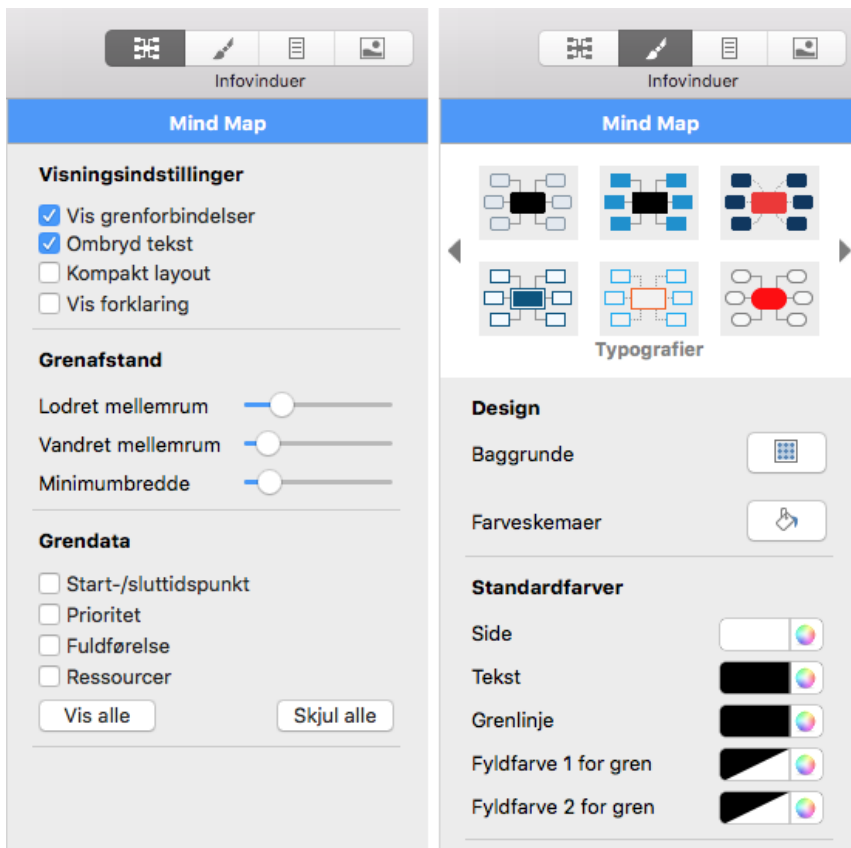 Infovinduer
Mind Map
Visningsindstillinger
Vis grenforbindelser
Ombryd tekst
Kompakt layout
Vis forklaring
Grenafstand
Lodret mellemrum
Vandret mellemrum
Minimumbredde
Grendata
Start-/sluttidspunkt
Prioritet
Fuldførelse
Ressourcer
Vis alle Skjul alle
Infovinduer
Mind Map
Typografier
Design
Baggrunde
Farveskemaer
Standardfarver
Side
Tekst
Grenlinje
Fyldfarve 1 for gren
Fyldfarve 2 for gren